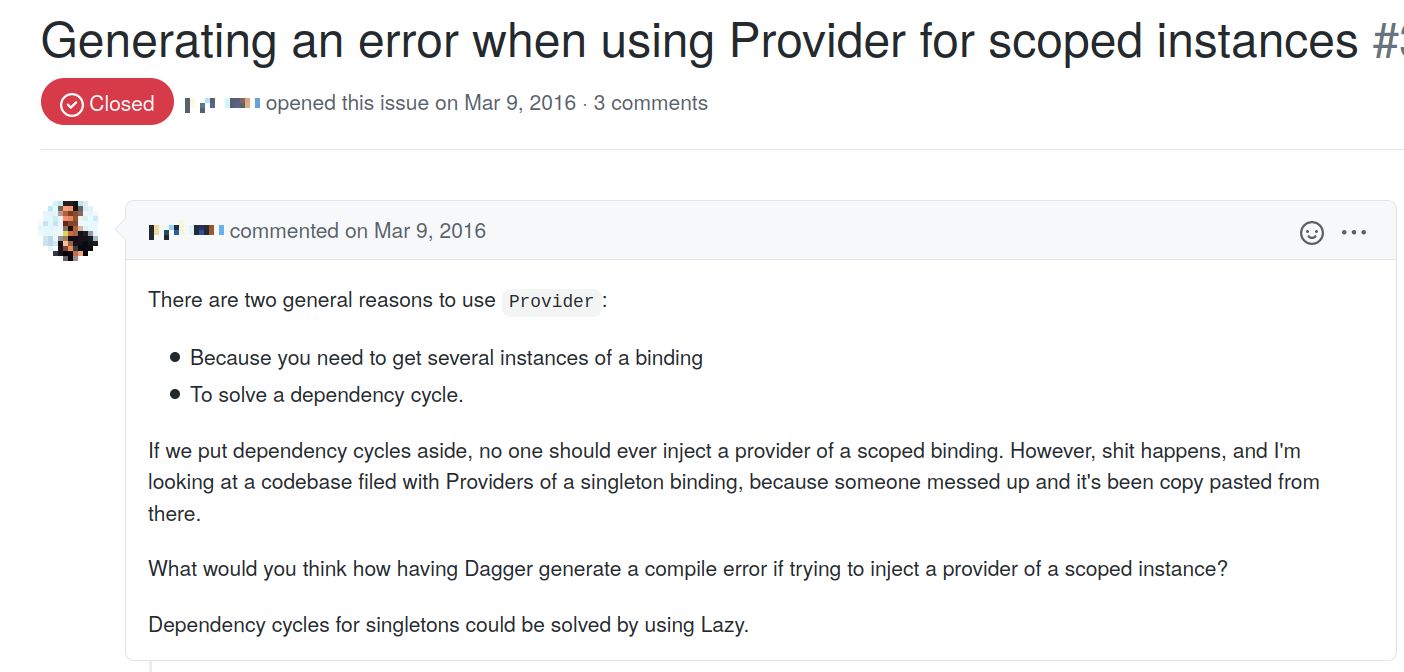 Generating an error when using Provider for scoped instances #
Closed opened this issue on Mar 9, 2016 · 3 comments
commented on Mar 9, 2016
There are two general reasons to use Provider :
• Because you need to get several instances of a binding
• To solve a dependency cycle.
If we put dependency cycles aside, no one should ever inject a provider of a scoped binding. However, shit happens, and I'm
looking at a codebase filed with Providers of a singleton binding, because someone messed up and it's been copy pasted from
there.
What would you think how having Dagger generate a compile error if trying to inject a provider of a scoped instance?
Dependency cycles for singletons could be solved by using Lazy.